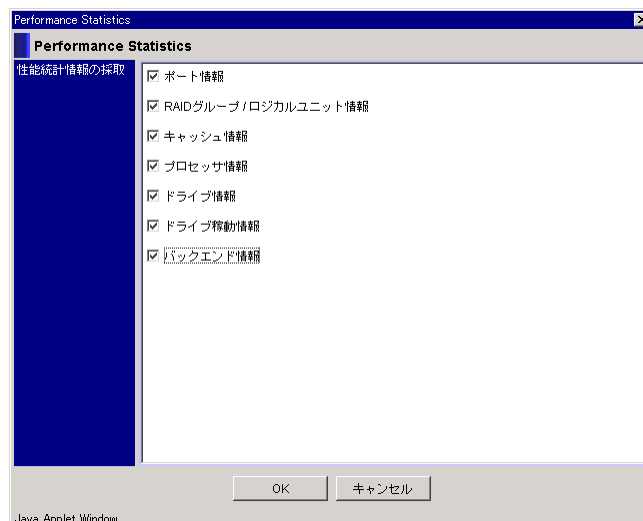 Performance Statistics
Performance Statistics
性能統計情報の採取
ポート情報
RAIDグループ / ロジカルユニット情報
キャッシュ情報
プロセッサ情報
ドライブ情報
ドライブ稼動情報
バックエンド情報
OK キャンセル
Java Applet Window